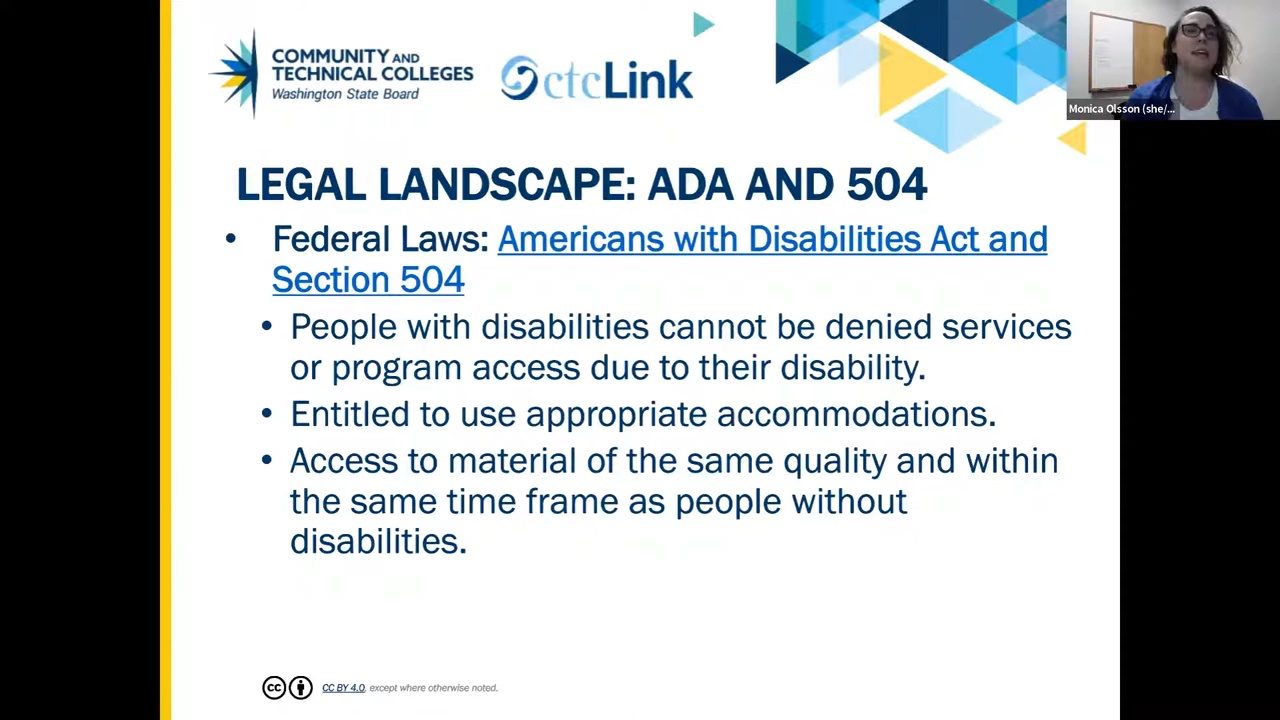 COMMUNITY AND
TECHNICAL COLLEGES
Washington State Board
ctcLink
Monica Olsson (she/...
LEGAL LANDSCAPE: ADA AND 504
• Federal Laws: Americans with Disabilities Act and
Section 504
• People with disabilities cannot be denied services
or program access due to their disability.
• Entitled to use appropriate accommodations.
• Access to material of the same quality and within
the same time frame as people without
disabilities.
CC BY 4.0, except where otherwise noted.